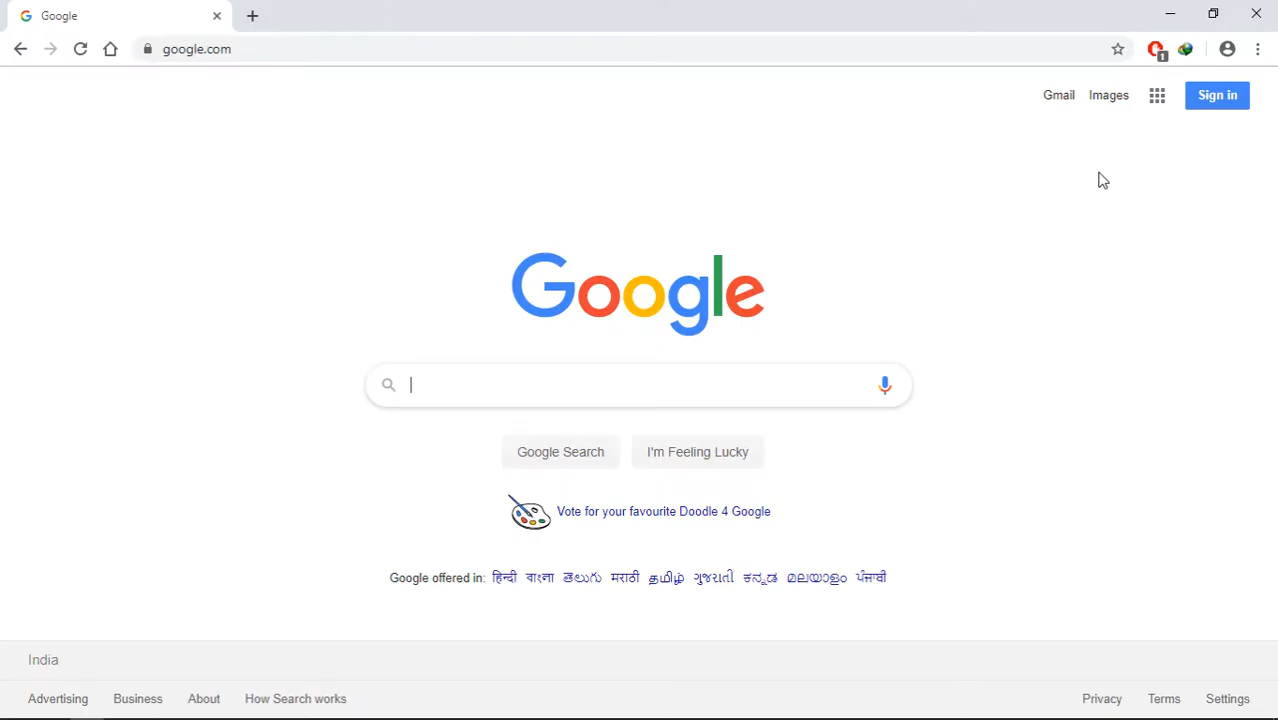 Google
google.com
1
Gmail Images Sign in
Google
Google Search I'm Feeling Lucky
Vote for your favourite Doodle 4 Google
Google offered in: हिन्दी বাংলা తెలుగు मराठी தமிழ் ગુજરાતી ಕನ್ನಡ മലയാളം ਪੰਜਾਬੀ
India
Advertising Business About How Search works Privacy Terms Settings